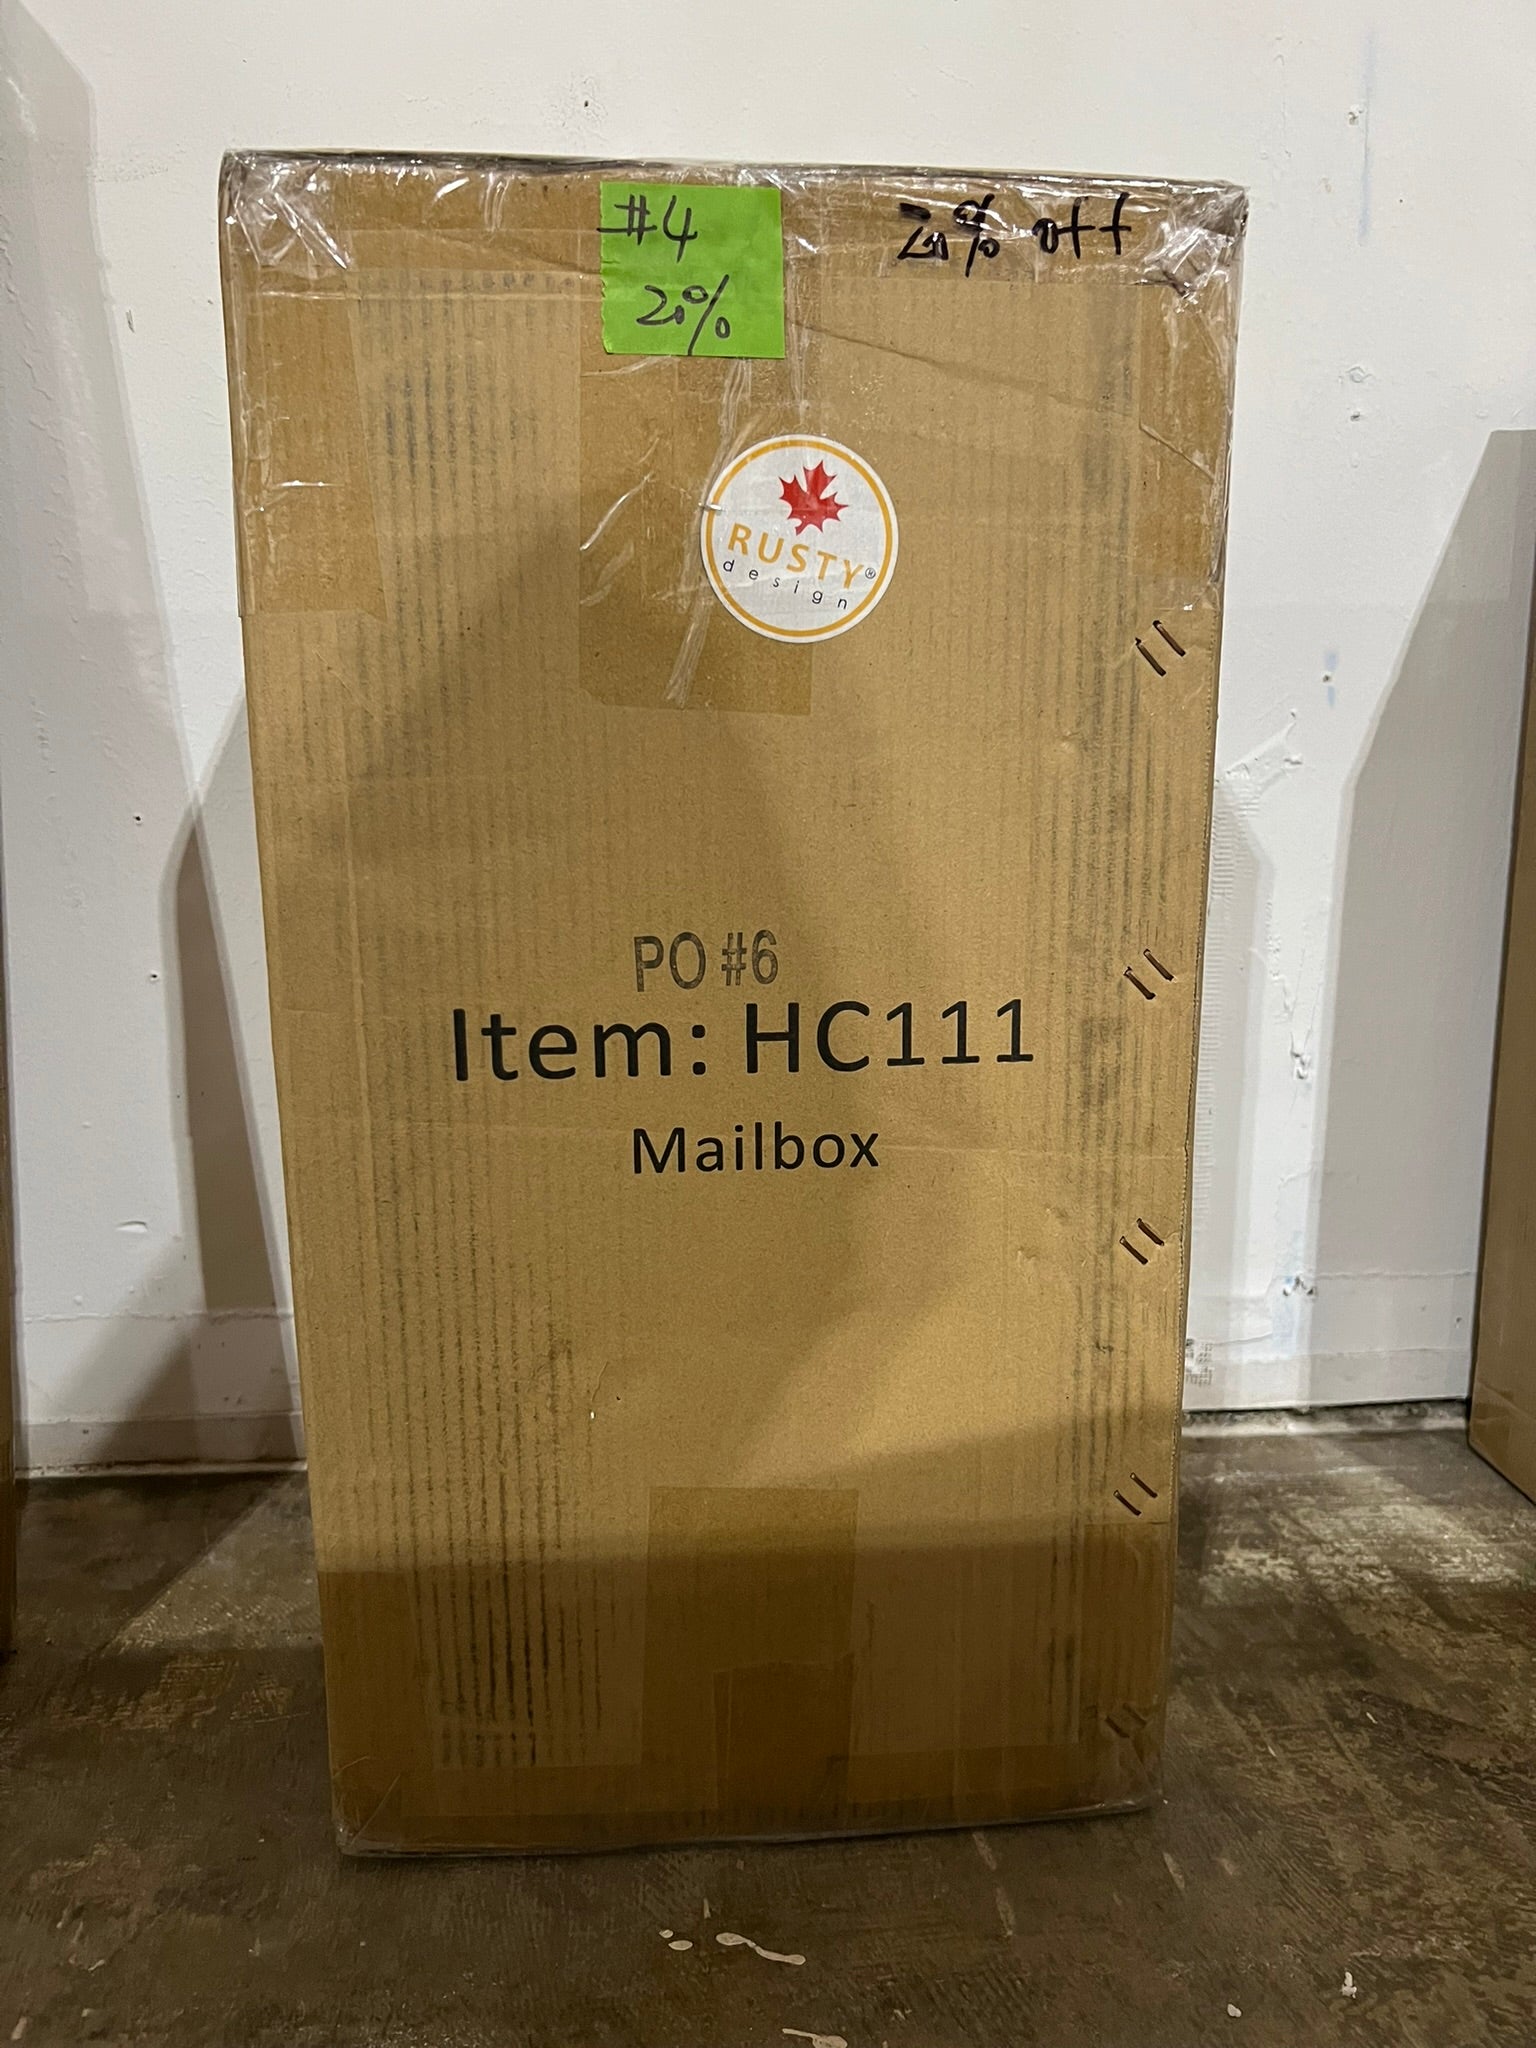 #4
20%
20% off
RUSTY®
design
PO #6
Item: HC111
Mailbox